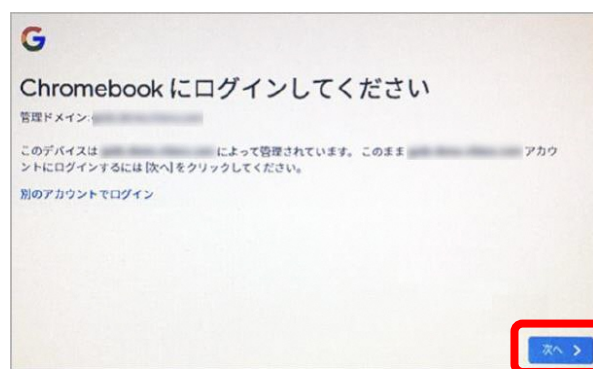 G
Chromebook にログインしてください
管理ドメイン:
このデバイスは によって管理されています。このまま アカウ
ントにログインするには [次へ] をクリックしてください。
別のアカウントでログイン
次へ